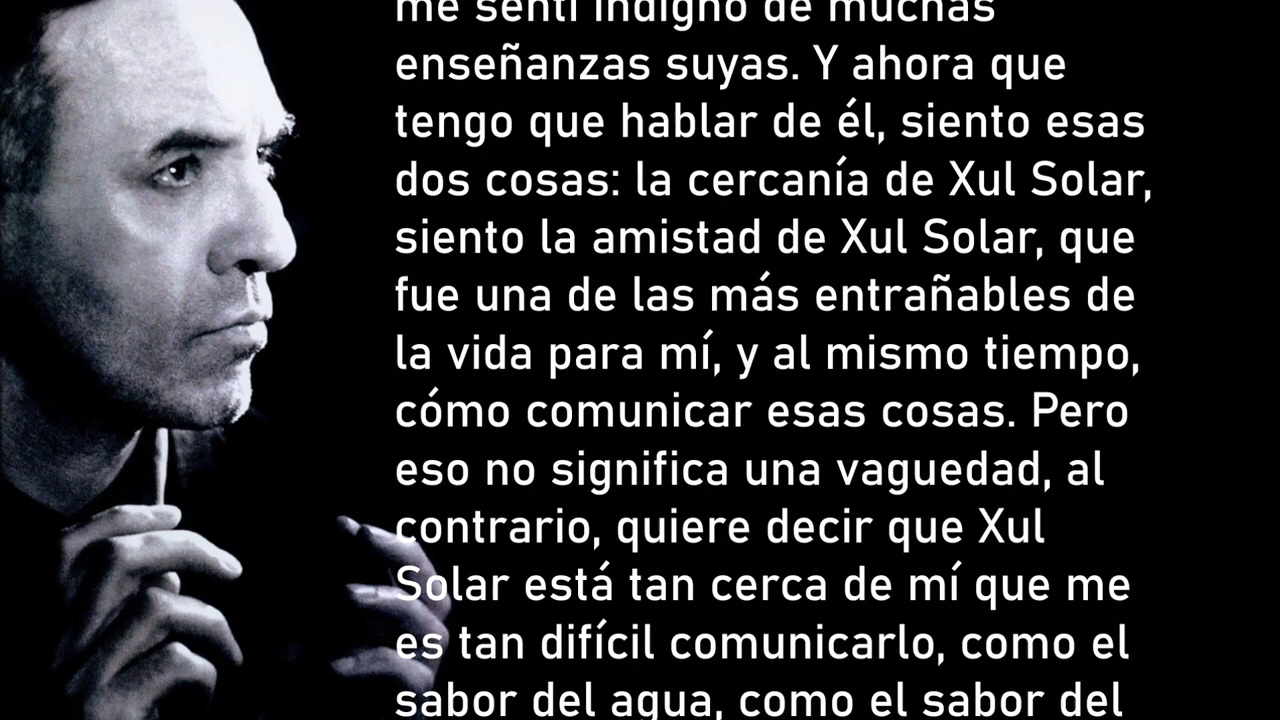 me sentí indigno de muchas
enseñanzas suyas. Y ahora que
tengo que hablar de él, siento esas
dos cosas: la cercanía de Xul Solar,
siento la amistad de Xul Solar, que
fue una de las más entrañables de
la vida para mí, y al mismo tiempo,
cómo comunicar esas cosas. Pero
eso no significa una vaguedad, al
contrario, quiere decir que Xul
Solar está tan cerca de mí que me
es tan difícil comunicarlo, como el
sabor del agua, como el sabor del